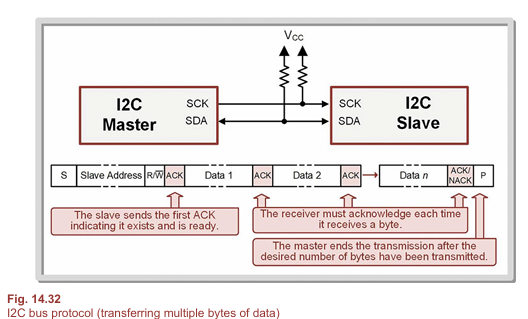 VCC
I2C Master
SCK
SDA
SCK
SDA
I2C Slave
S Slave Address R/W̅ ACK Data 1 ACK Data 2 ACK Data n ACK/NACK P
The slave sends the first ACK
indicating it exists and is ready.
The receiver must acknowledge each time
it receives a byte.
The master ends the transmission after the
desired number of bytes have been transmitted.
Fig. 14.32
I2C bus protocol (transferring multiple bytes of data)